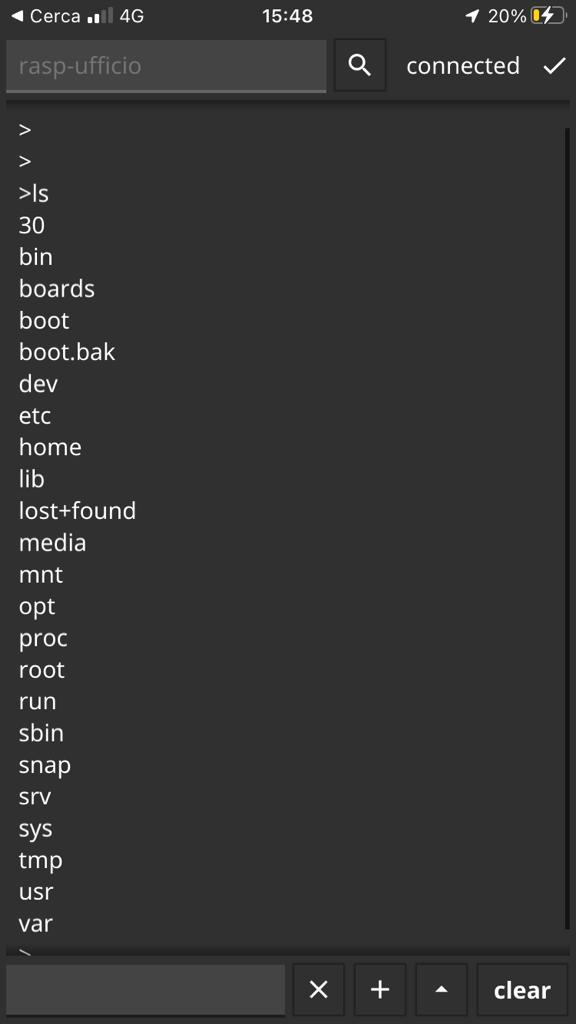 Cerca 4G 15:48 20%
rasp-ufficio connected
>
>
>ls
30
bin
boards
boot
boot.bak
dev
etc
home
lib
lost+found
media
mnt
opt
proc
root
run
sbin
snap
srv
sys
tmp
usr
var
>
clear